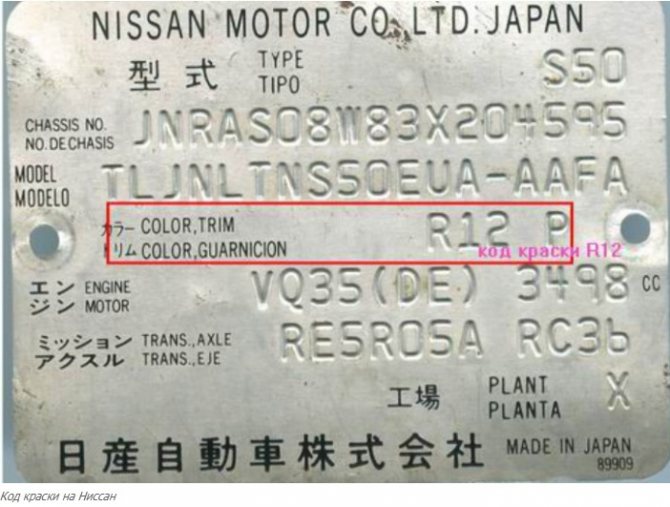 NISSAN MOTOR CO. LTD. JAPAN
型式 TYPE TIPO S50
CHASSIS NO. NO. DE CHASIS JNRAS08W83X204595
MODEL MODELO TLJNLTNS50EUA-AAFA
カラー COLOR,TRIM R12 P
トリム COLOR,GUARNICION
код краски R12
エンジン ENGINE MOTOR VQ35(DE) 3498 CC
ミッション TRANS.,AXLE RE5R05A RC36
アクスル TRANS.,EJE
工場 PLANT PLANTA X
日産自動車株式会社 MADE IN JAPAN
89909
Код краски на Ниссан